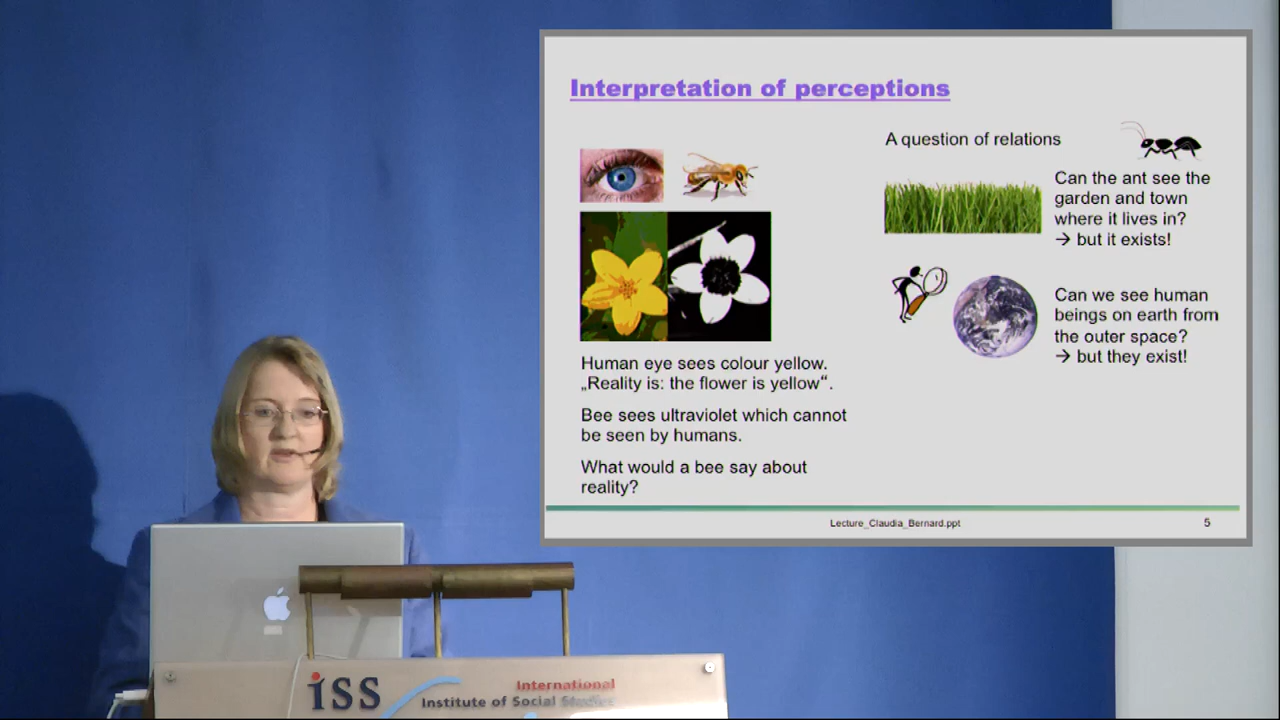 Interpretation of perceptions
Human eye sees colour yellow.
„Reality is: the flower is yellow“.
Bee sees ultraviolet which cannot
be seen by humans.
What would a bee say about
reality?
A question of relations
Can the ant see the
garden and town
where it lives in?
→ but it exists!
Can we see human
beings on earth from
the outer space?
→ but they exist!
Lecture_Claudia_Bernard.ppt
5
iSS
International
Institute of Social Studies